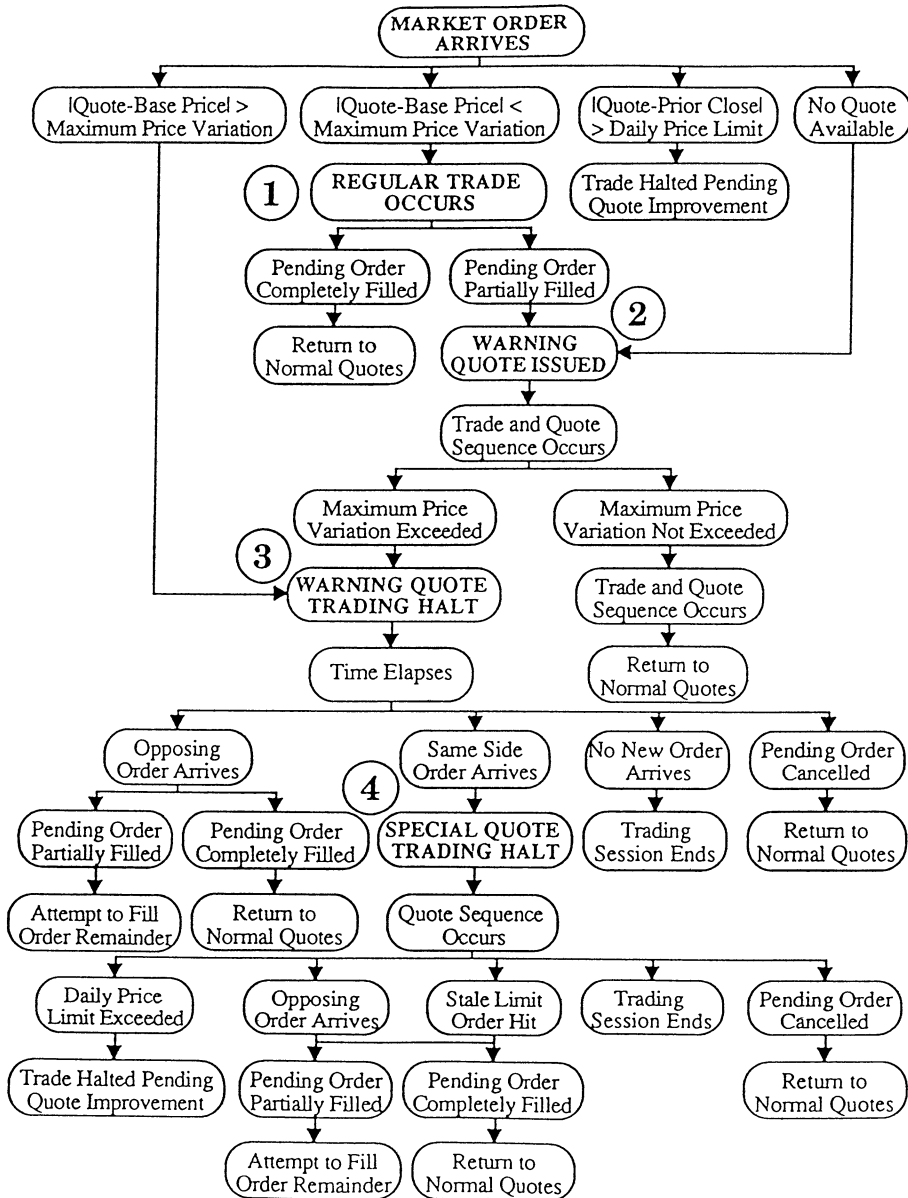 MARKET ORDER
ARRIVES
|Quote-Base Price| >
Maximum Price Variation
|Quote-Base Price| <
Maximum Price Variation
|Quote-Prior Close|
> Daily Price Limit
No Quote
Available
1
REGULAR TRADE
OCCURS
Trade Halted Pending
Quote Improvement
Pending Order
Completely Filled
Pending Order
Partially Filled
2
Return to
Normal Quotes
WARNING
QUOTE ISSUED
Trade and Quote
Sequence Occurs
Maximum Price
Variation Exceeded
Maximum Price
Variation Not Exceeded
3
WARNING QUOTE
TRADING HALT
Trade and Quote
Sequence Occurs
Time Elapses
Return to
Normal Quotes
Opposing
Order Arrives
Same Side
Order Arrives
No New Order
Arrives
Pending Order
Cancelled
4
Pending Order
Partially Filled
Pending Order
Completely Filled
SPECIAL QUOTE
TRADING HALT
Trading
Session Ends
Return to
Normal Quotes
Attempt to Fill
Order Remainder
Return to
Normal Quotes
Quote Sequence
Occurs
Daily Price
Limit Exceeded
Opposing
Order Arrives
Stale Limit
Order Hit
Trading
Session Ends
Pending Order
Cancelled
Trade Halted Pending
Quote Improvement
Pending Order
Partially Filled
Pending Order
Completely Filled
Return to
Normal Quotes
Attempt to Fill
Order Remainder
Return to
Normal Quotes